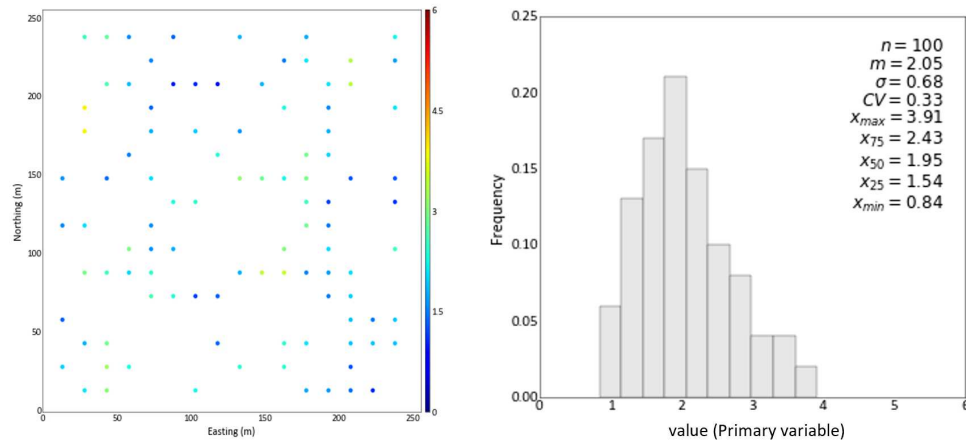 250
200
150
100
50
0
Northing (m)
0
50
100
150
200
250
Easting (m)
6
4.5
3
1.5
0
0.25
0.20
0.15
0.10
0.05
0.00
Frequency
n = 100
m = 2.05
σ = 0.68
CV = 0.33
xmax = 3.91
x75 = 2.43
x50 = 1.95
x25 = 1.54
xmin = 0.84
0
1
2
3
4
5
6
value (Primary variable)